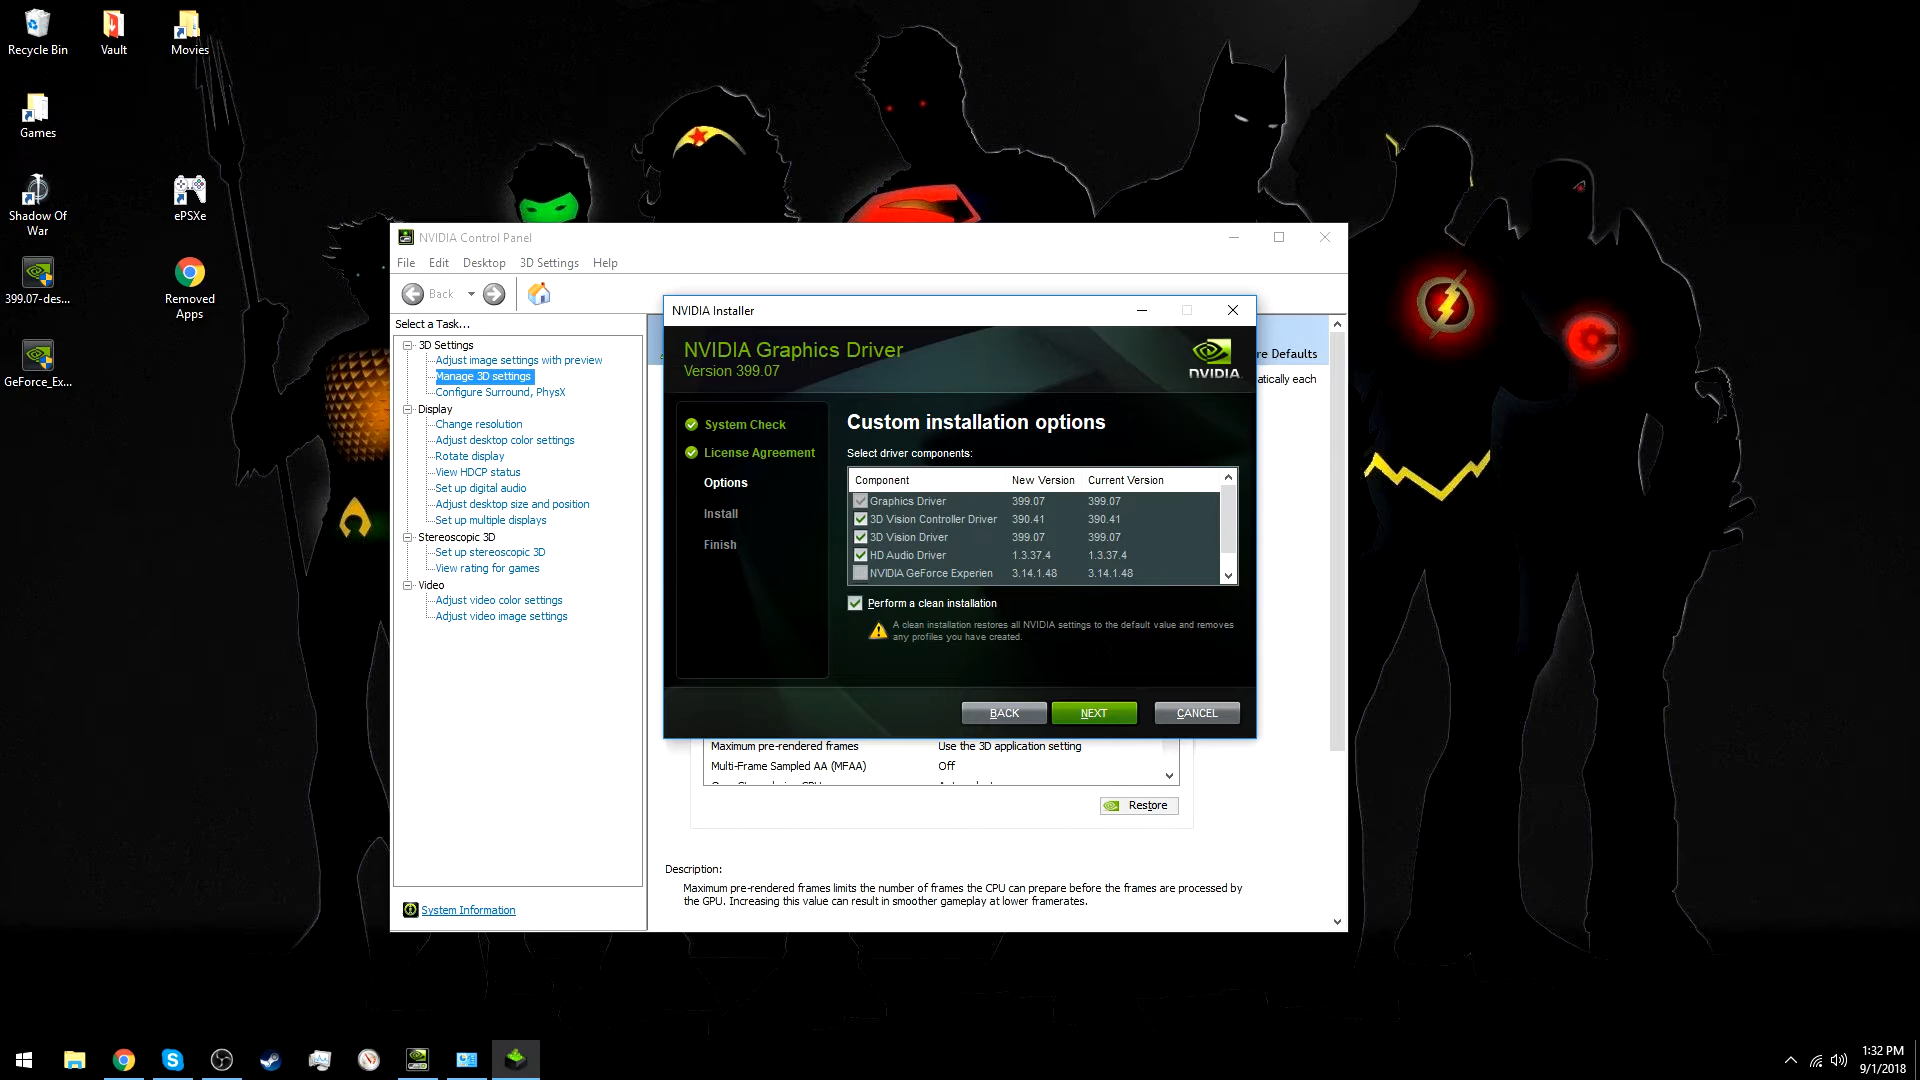 Recycle Bin
Vault
Movies
Games
Shadow Of
War
ePSXe
399.07-des...
Removed
Apps
GeForce_Ex...
NVIDIA Control Panel
File Edit Desktop 3D Settings Help
Back
Select a Task...
3D Settings
Adjust image settings with preview
Manage 3D settings
Configure Surround, PhysX
Display
Change resolution
Adjust desktop color settings
Rotate display
View HDCP status
Set up digital audio
Adjust desktop size and position
Set up multiple displays
Stereoscopic 3D
Set up stereoscopic 3D
View rating for games
Video
Adjust video color settings
Adjust video image settings
System Information
re Defaults
atically each
NVIDIA Installer
NVIDIA Graphics Driver
Version 399.07
NVIDIA.
System Check
License Agreement
Options
Install
Finish
Custom installation options
Select driver components:
Component New Version Current Version
Graphics Driver 399.07 399.07
3D Vision Controller Driver 390.41 390.41
3D Vision Driver 399.07 399.07
HD Audio Driver 1.3.37.4 1.3.37.4
NVIDIA GeForce Experien 3.14.1.48 3.14.1.48
Perform a clean installation
A clean installation restores all NVIDIA settings to the default value and removes
any profiles you have created.
BACK NEXT CANCEL
Maximum pre-rendered frames Use the 3D application setting
Multi-Frame Sampled AA (MFAA) Off
Restore
Description:
Maximum pre-rendered frames limits the number of frames the CPU can prepare before the frames are processed by
the GPU. Increasing this value can result in smoother gameplay at lower framerates.
1:32 PM
9/1/2018